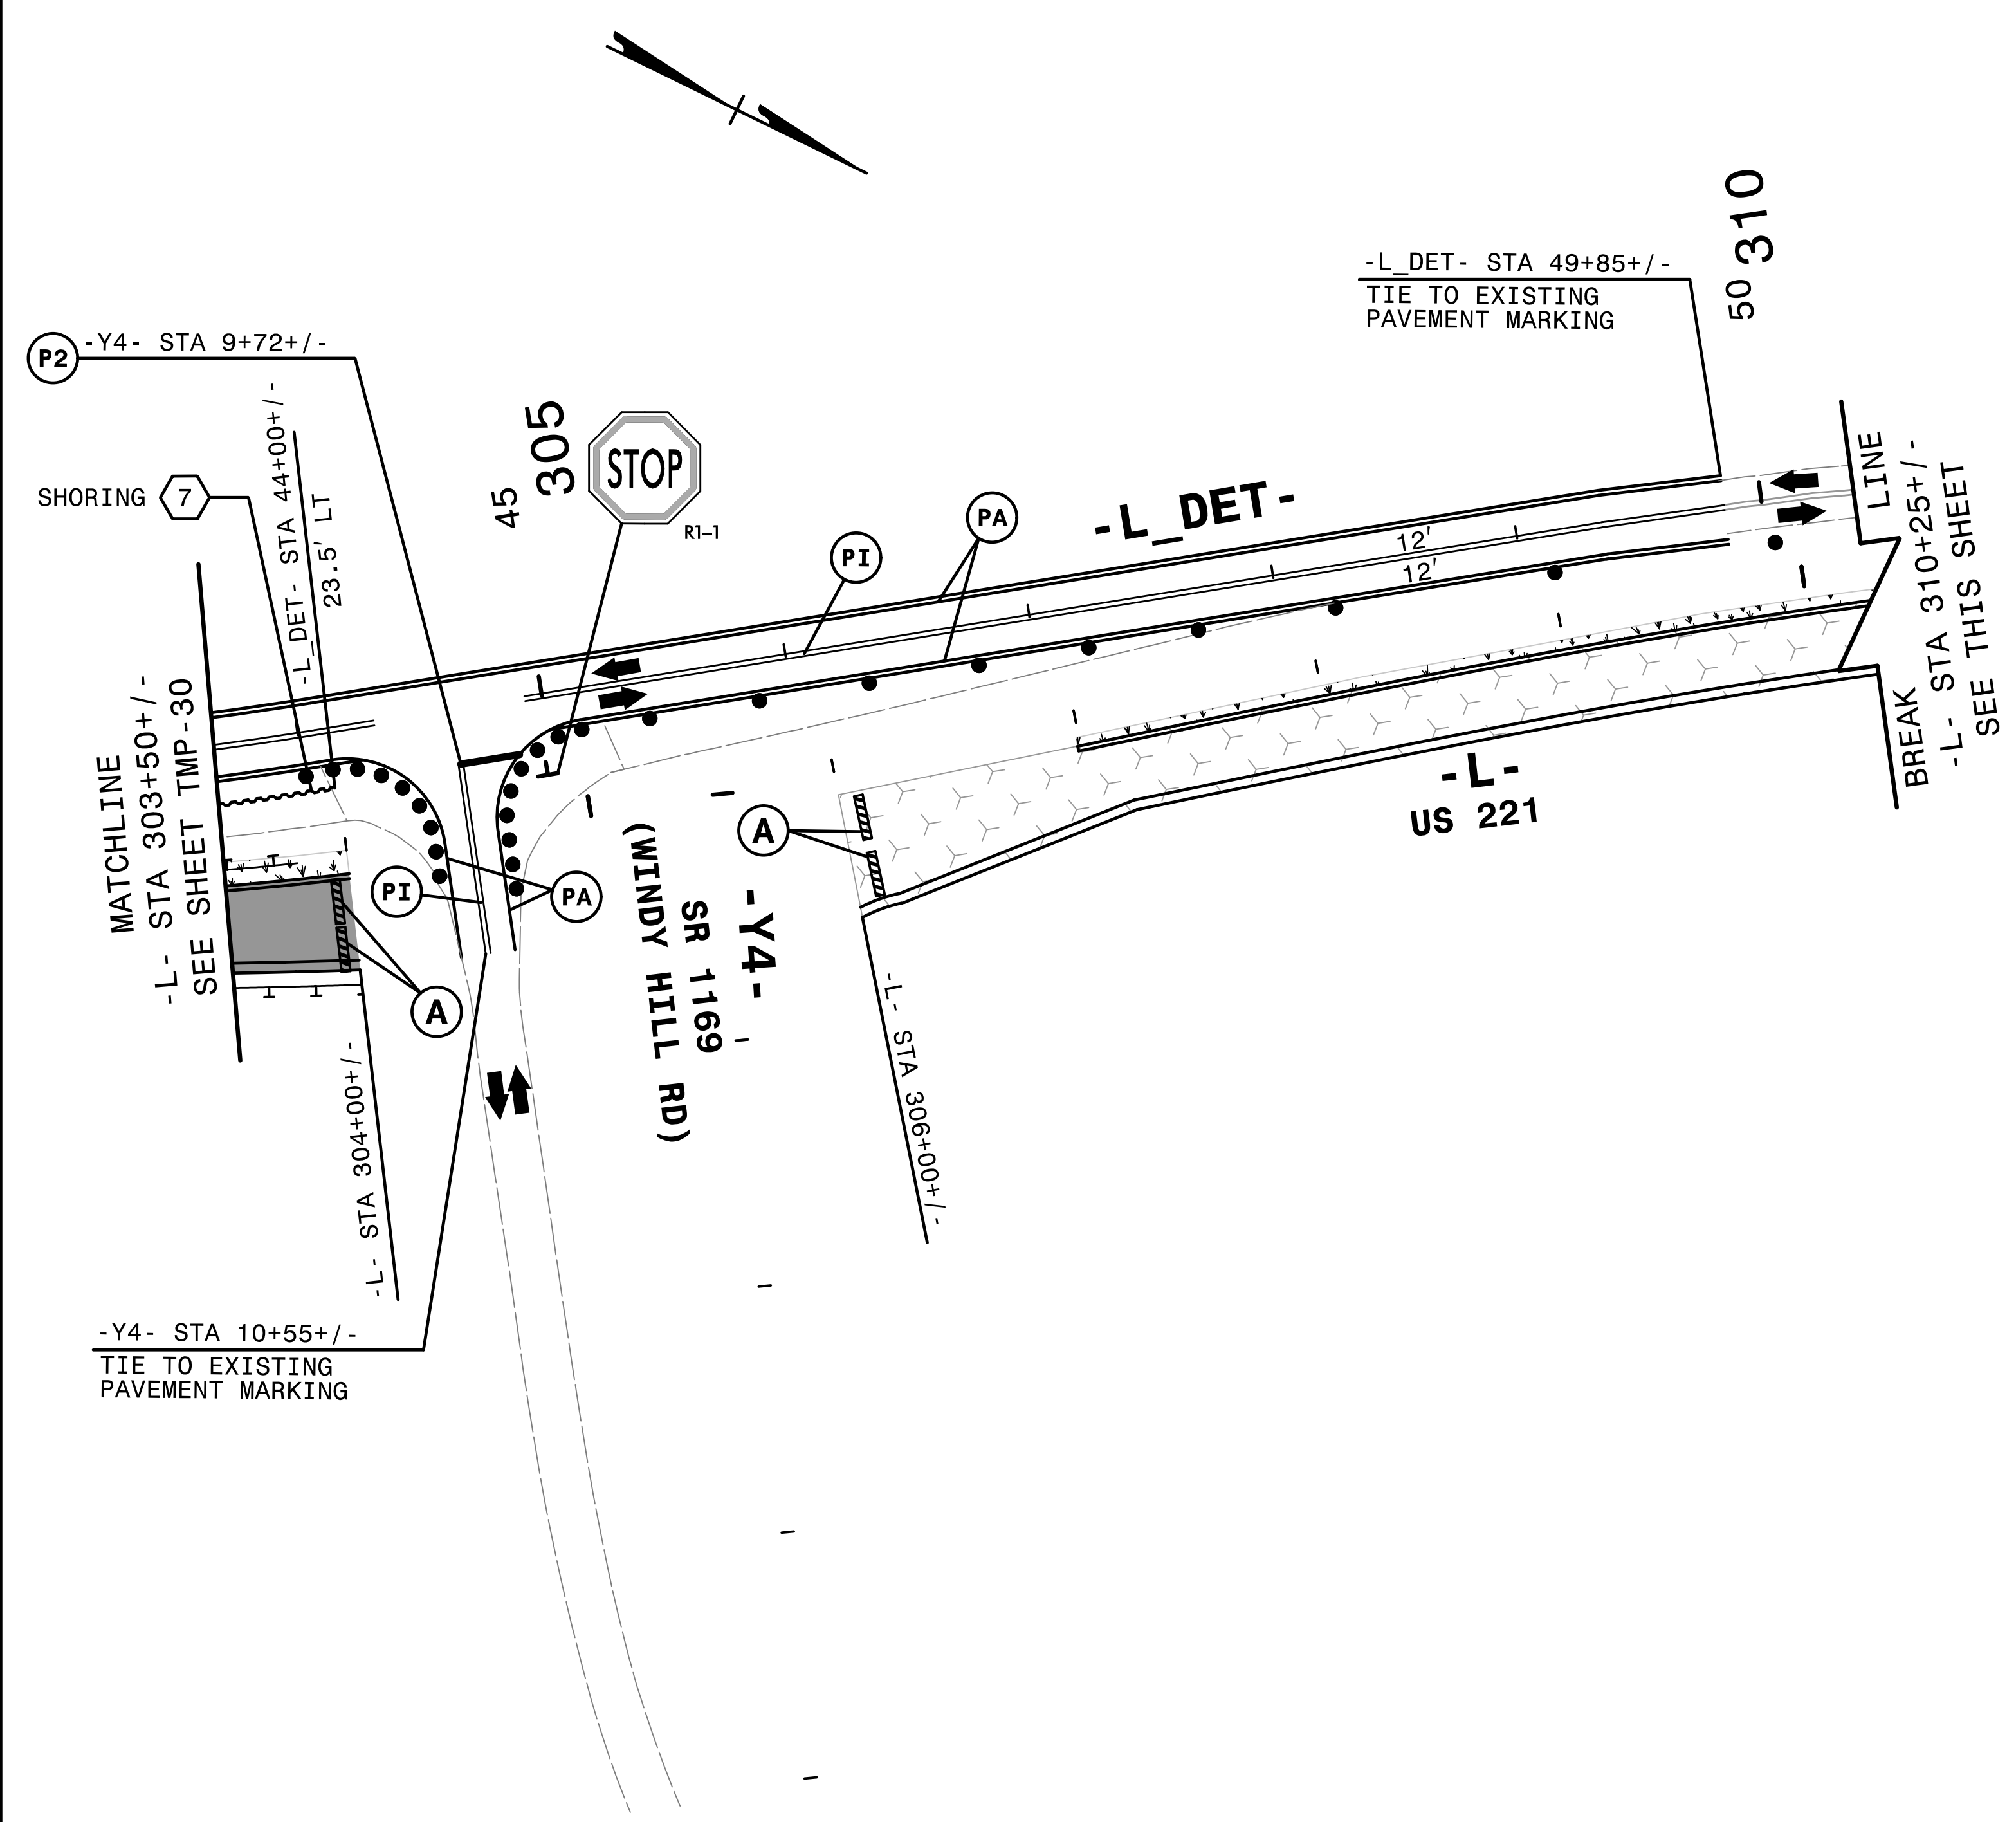 310
50
-L_DET- STA 49+85+/-
TIE TO EXISTING
PAVEMENT MARKING
P2
-Y4- STA 9+72+/-
-L_DET- STA 44+00+/-
23.5' LT
SHORING
7
305
45
STOP
R1-1
PI
PA
-L_DET-
12'
12'
BREAK LINE
-L- STA 310+25+/-
SEE THIS SHEET
MATCHLINE
-L- STA 303+50+/-
SEE SHEET TMP-30
PI
PA
A
A
-L-
US 221
-Y4-
SR 1169
(WINDY HILL RD)
-L- STA 306+00+/-
-L- STA 304+00+/-
-Y4- STA 10+55+/-
TIE TO EXISTING
PAVEMENT MARKING